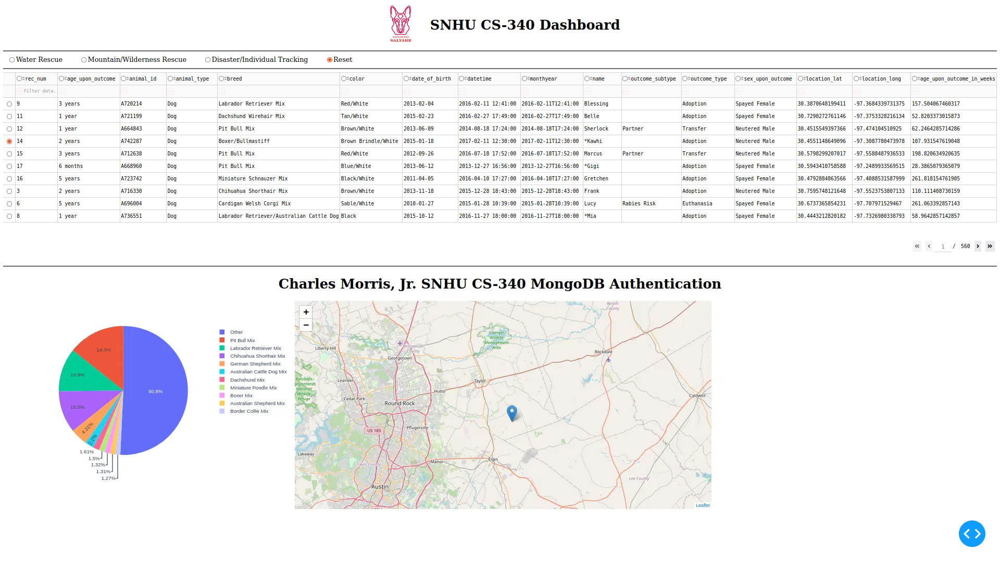 GRAZIOSO
SALVARE
SNHU CS-340 Dashboard
Water Rescue Mountain/Wilderness Rescue Disaster/Individual Tracking Reset
rec_num age_upon_outcome animal_id animal_type breed color date_of_birth datetime monthyear name outcome_subtype outcome_type sex_upon_outcome location_lat location_long age_upon_outcome_in_weeks
filter data.
9 3 years A720214 Dog Labrador Retriever Mix Red/White 2013-02-04 2016-02-11 12:41:00 2016-02-11T12:41:00 Blessing Adoption Spayed Female 30.3870648199411 -97.3684339731375 157.504067460317
11 1 year A721199 Dog Dachshund Wirehair Mix Tan/White 2015-02-23 2016-02-27 17:49:00 2016-02-27T17:49:00 Belle Adoption Spayed Female 30.7290272761146 -97.3753328216134 52.8203373015873
12 1 year A664843 Dog Pit Bull Mix Brown/White 2013-06-09 2014-08-18 17:24:00 2014-08-18T17:24:00 Sherlock Partner Transfer Neutered Male 30.4515549397366 -97.474104510925 62.2464285714286
14 2 years A742287 Dog Boxer/Bullmastiff Brown Brindle/White 2015-01-18 2017-02-11 12:30:00 2017-02-11T12:30:00 *Kawhi Adoption Neutered Male 30.4551148649096 -97.3087780473978 107.931547619048
15 3 years A712638 Dog Pit Bull Mix Red/White 2012-09-26 2016-07-18 17:52:00 2016-07-18T17:52:00 Marcus Partner Transfer Neutered Male 30.5798299207017 -97.5588487936533 198.820634920635
17 6 months A668960 Dog Pit Bull Mix Blue/White 2013-06-12 2013-12-27 16:56:00 2013-12-27T16:56:00 *Gigi Adoption Spayed Female 30.5943410758588 -97.2489933569515 28.3865079365079
16 5 years A723742 Dog Miniature Schnauzer Mix Black/White 2011-04-05 2016-04-10 17:27:00 2016-04-10T17:27:00 Gretchen Adoption Spayed Female 30.4792884863566 -97.4088531587999 261.818154761905
3 2 years A716330 Dog Chihuahua Shorthair Mix Brown/White 2013-11-18 2015-12-28 18:43:00 2015-12-28T18:43:00 Frank Adoption Neutered Male 30.7595748121648 -97.5523753807133 110.111408730159
6 5 years A696004 Dog Cardigan Welsh Corgi Mix Sable/White 2010-01-27 2015-01-28 10:39:00 2015-01-28T10:39:00 Lucy Rabies Risk Euthanasia Spayed Female 30.6737365854231 -97.707971529467 261.063392857143
8 1 year A736551 Dog Labrador Retriever/Australian Cattle Dog Black 2015-10-12 2016-11-27 18:00:00 2016-11-27T18:00:00 *Mia Adoption Spayed Female 30.4443212820182 -97.7326980338793 58.9642857142857
« ‹ 1 / 560 › »
Charles Morris, Jr. SNHU CS-340 MongoDB Authentication
50.8%
14.3%
10.9%
10.5%
4.31%
2.2%
1.61%
1.5%
1.32%
1.31%
1.27%
Other
Pit Bull Mix
Labrador Retriever Mix
Chihuahua Shorthair Mix
German Shepherd Mix
Australian Cattle Dog Mix
Dachshund Mix
Miniature Poodle Mix
Boxer Mix
Australian Shepherd Mix
Border Collie Mix
+
−
Milam
County
Granger
Wildlife
Management
Area
Liberty Hill
Williamson
County
Georgetown
Rockdale
Balcones
anyonlands
National
Wildlife
Refuge
Leander
Taylor
Hutto
Cedar Park
Round Rock
Caldwell
Pflugerville
US 183
Lakeway
Travis County
Manor
Elgin
Lee County
Austin
Leaflet